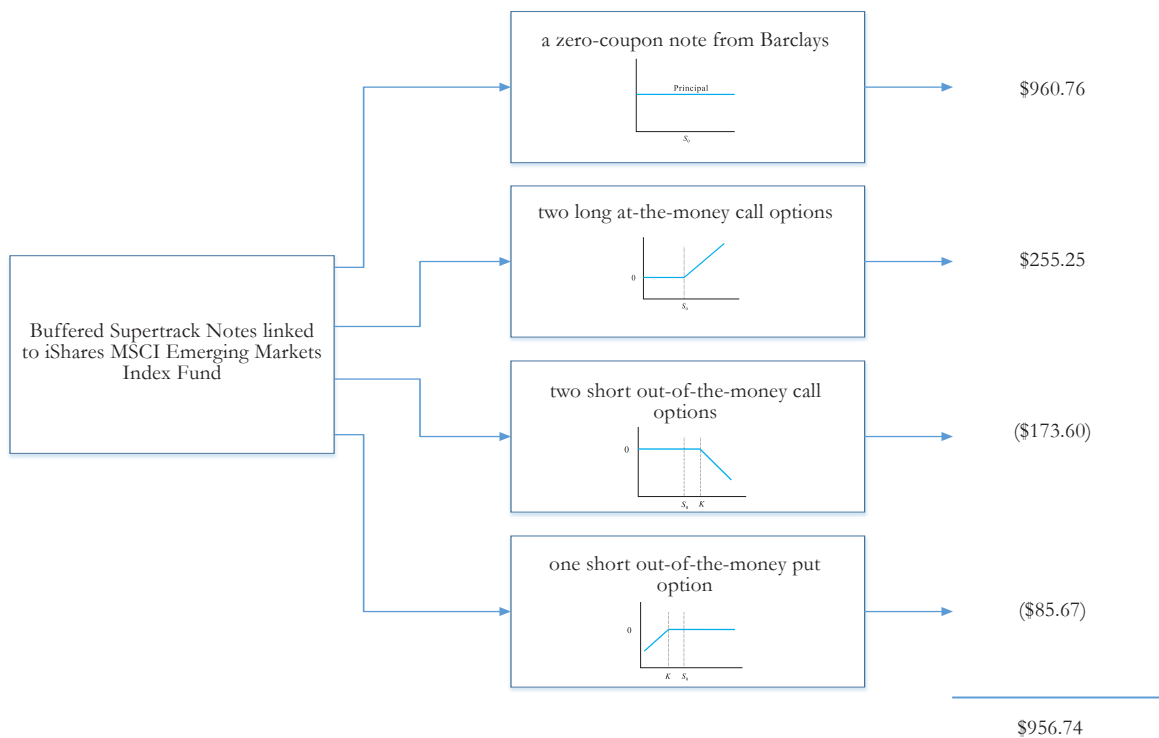 a zero-coupon note from Barclays
Principal
S₀
$960.76
two long at-the-money call options
0
S₀
$255.25
Buffered Supertrack Notes linked
to iShares MSCI Emerging Markets
Index Fund
two short out-of-the-money call
options
0
S₀ K
($173.60)
one short out-of-the-money put
option
0
K S₀
($85.67)
$956.74